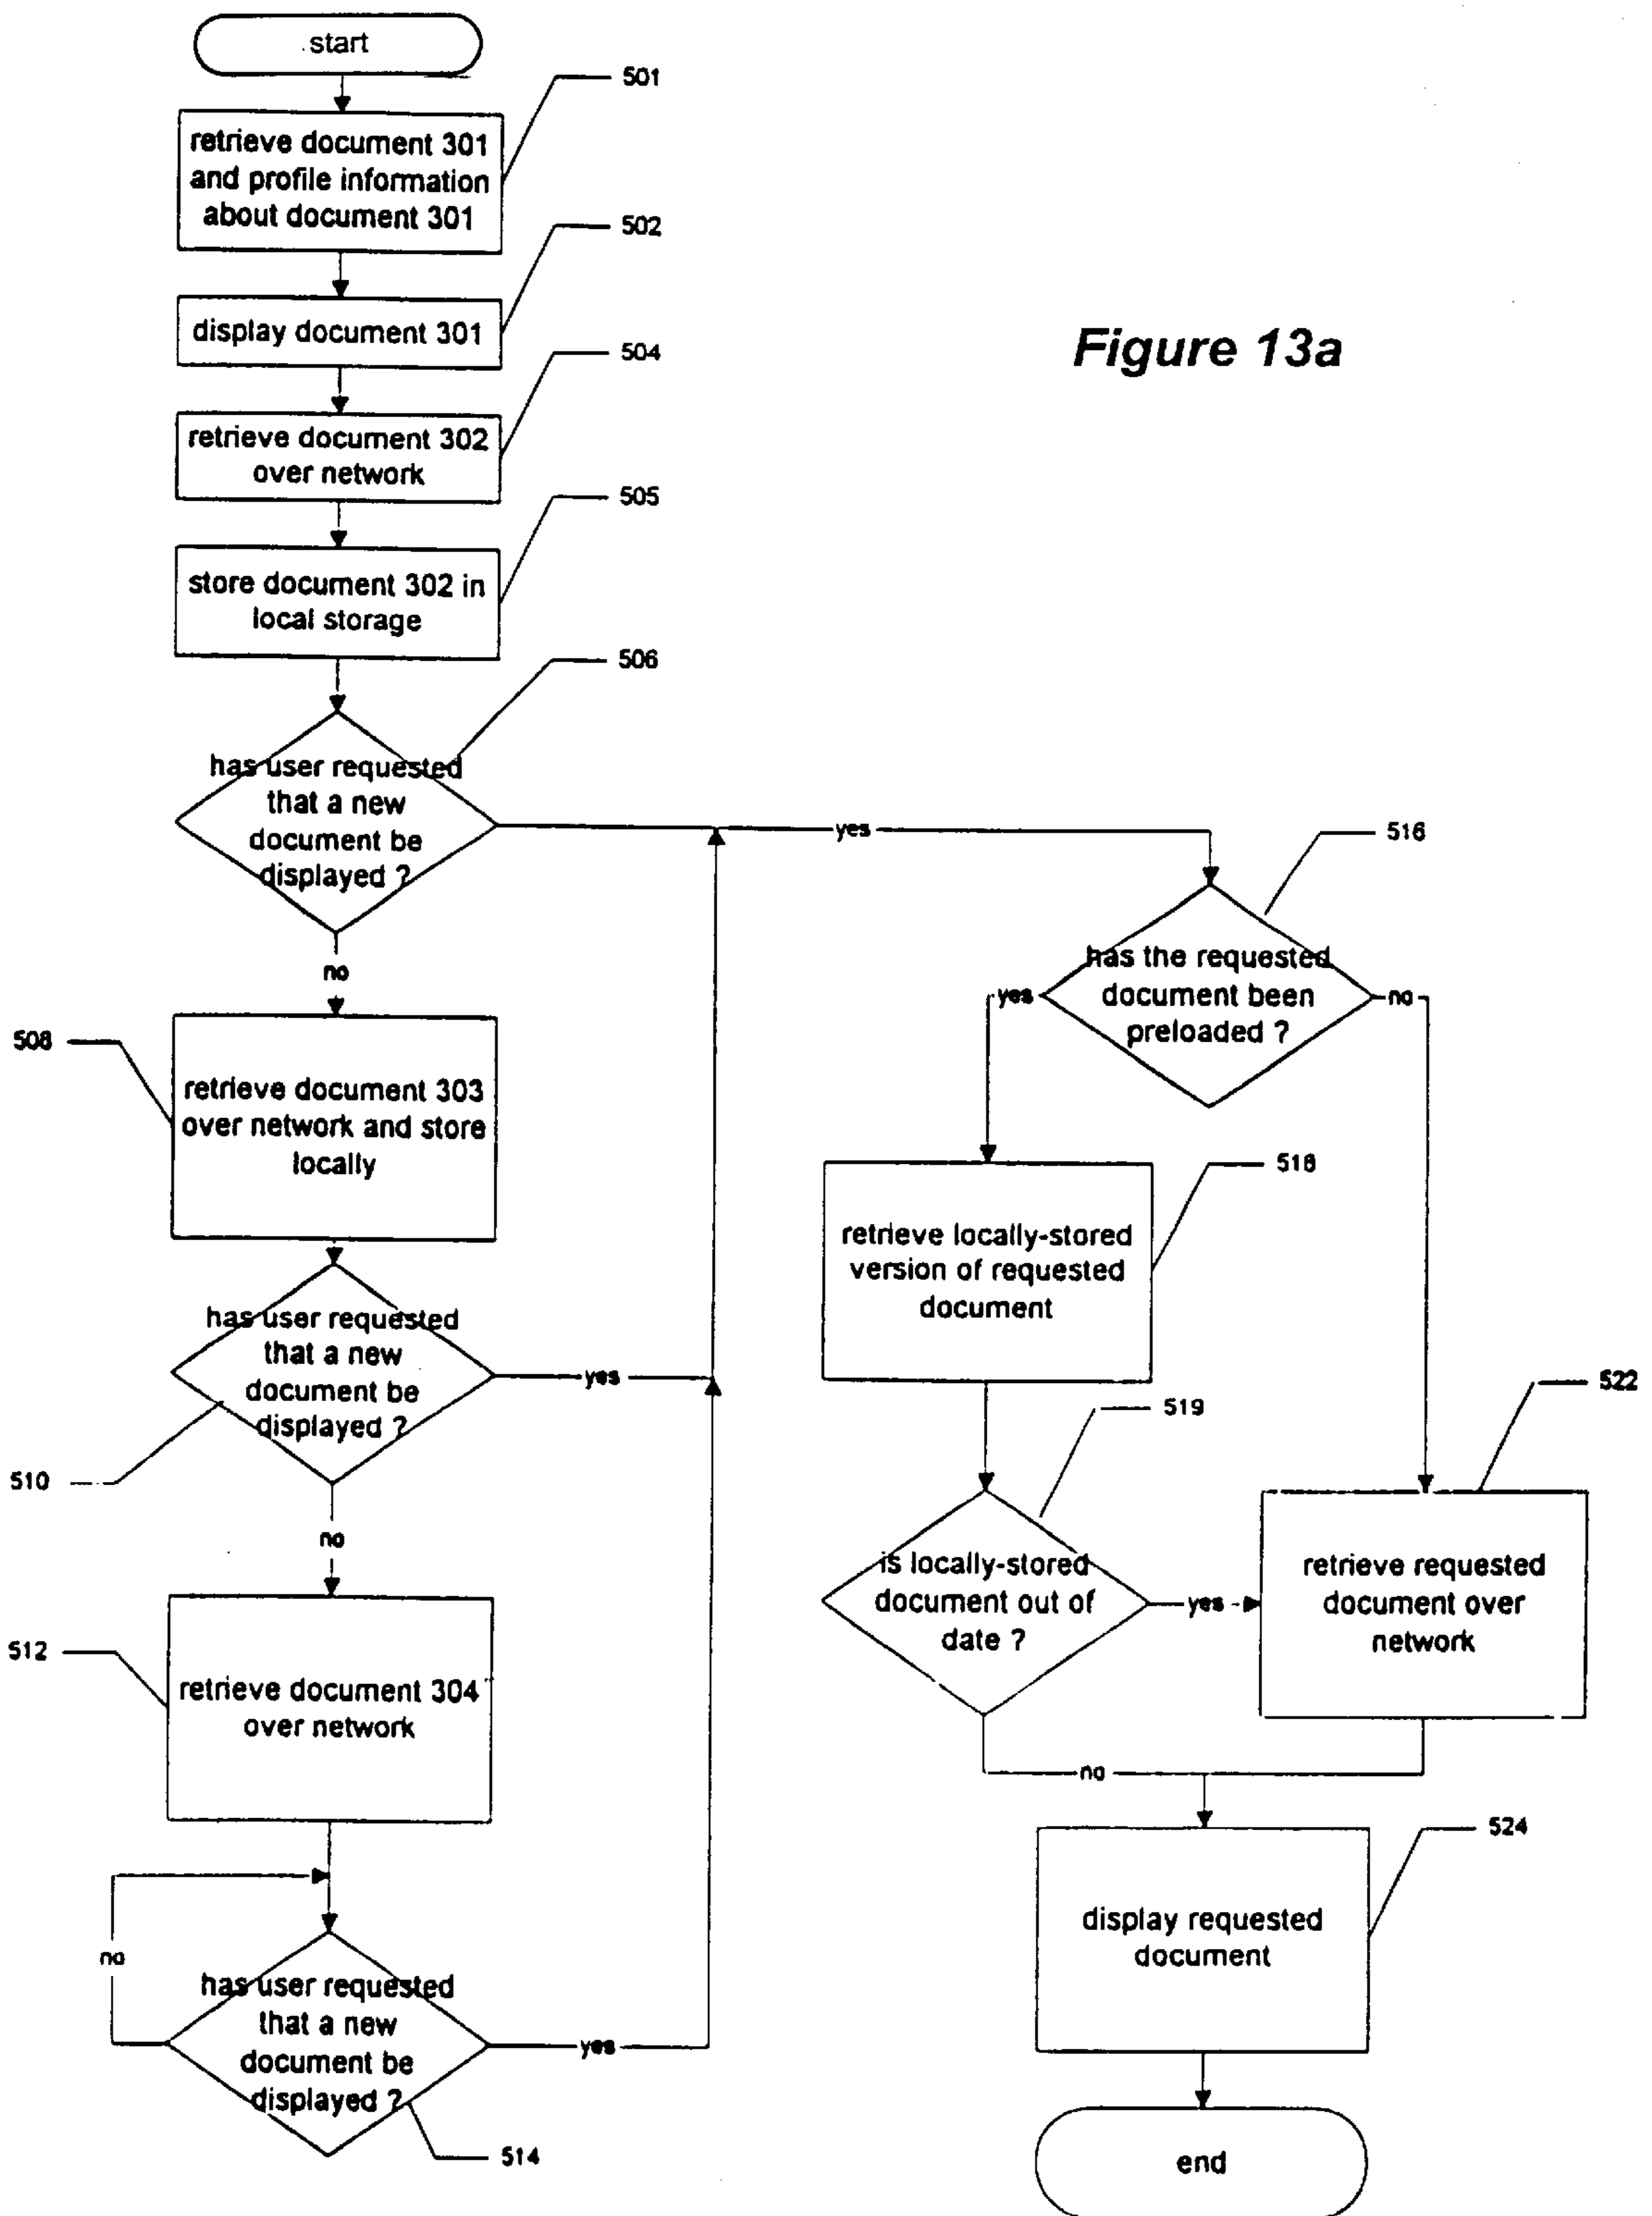 start
501
retrieve document 301
and profile information
about document 301
502
display document 301
Figure 13a
504
retrieve document 302
over network
505
store document 302 in
local storage
506
has user requested
that a new
document be
displayed ?
yes
no
516
has the requested
document been
preloaded ?
yes
no
508
retrieve document 303
over network and store
locally
518
retrieve locally-stored
version of requested
document
has user requested
that a new
document be
displayed ?
yes
510
no
519
522
is locally-stored
document out of
date ?
yes
retrieve requested
document over
network
512
retrieve document 304
over network
no
524
display requested
document
no
has user requested
that a new
document be
displayed ?
yes
514
end